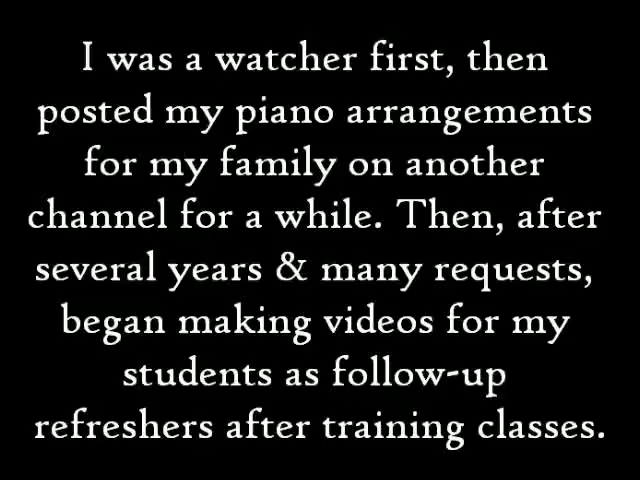 I was a watcher first, then
posted my piano arrangements
for my family on another
channel for a while. Then, after
several years & many requests,
began making videos for my
students as follow-up
refreshers after training classes.